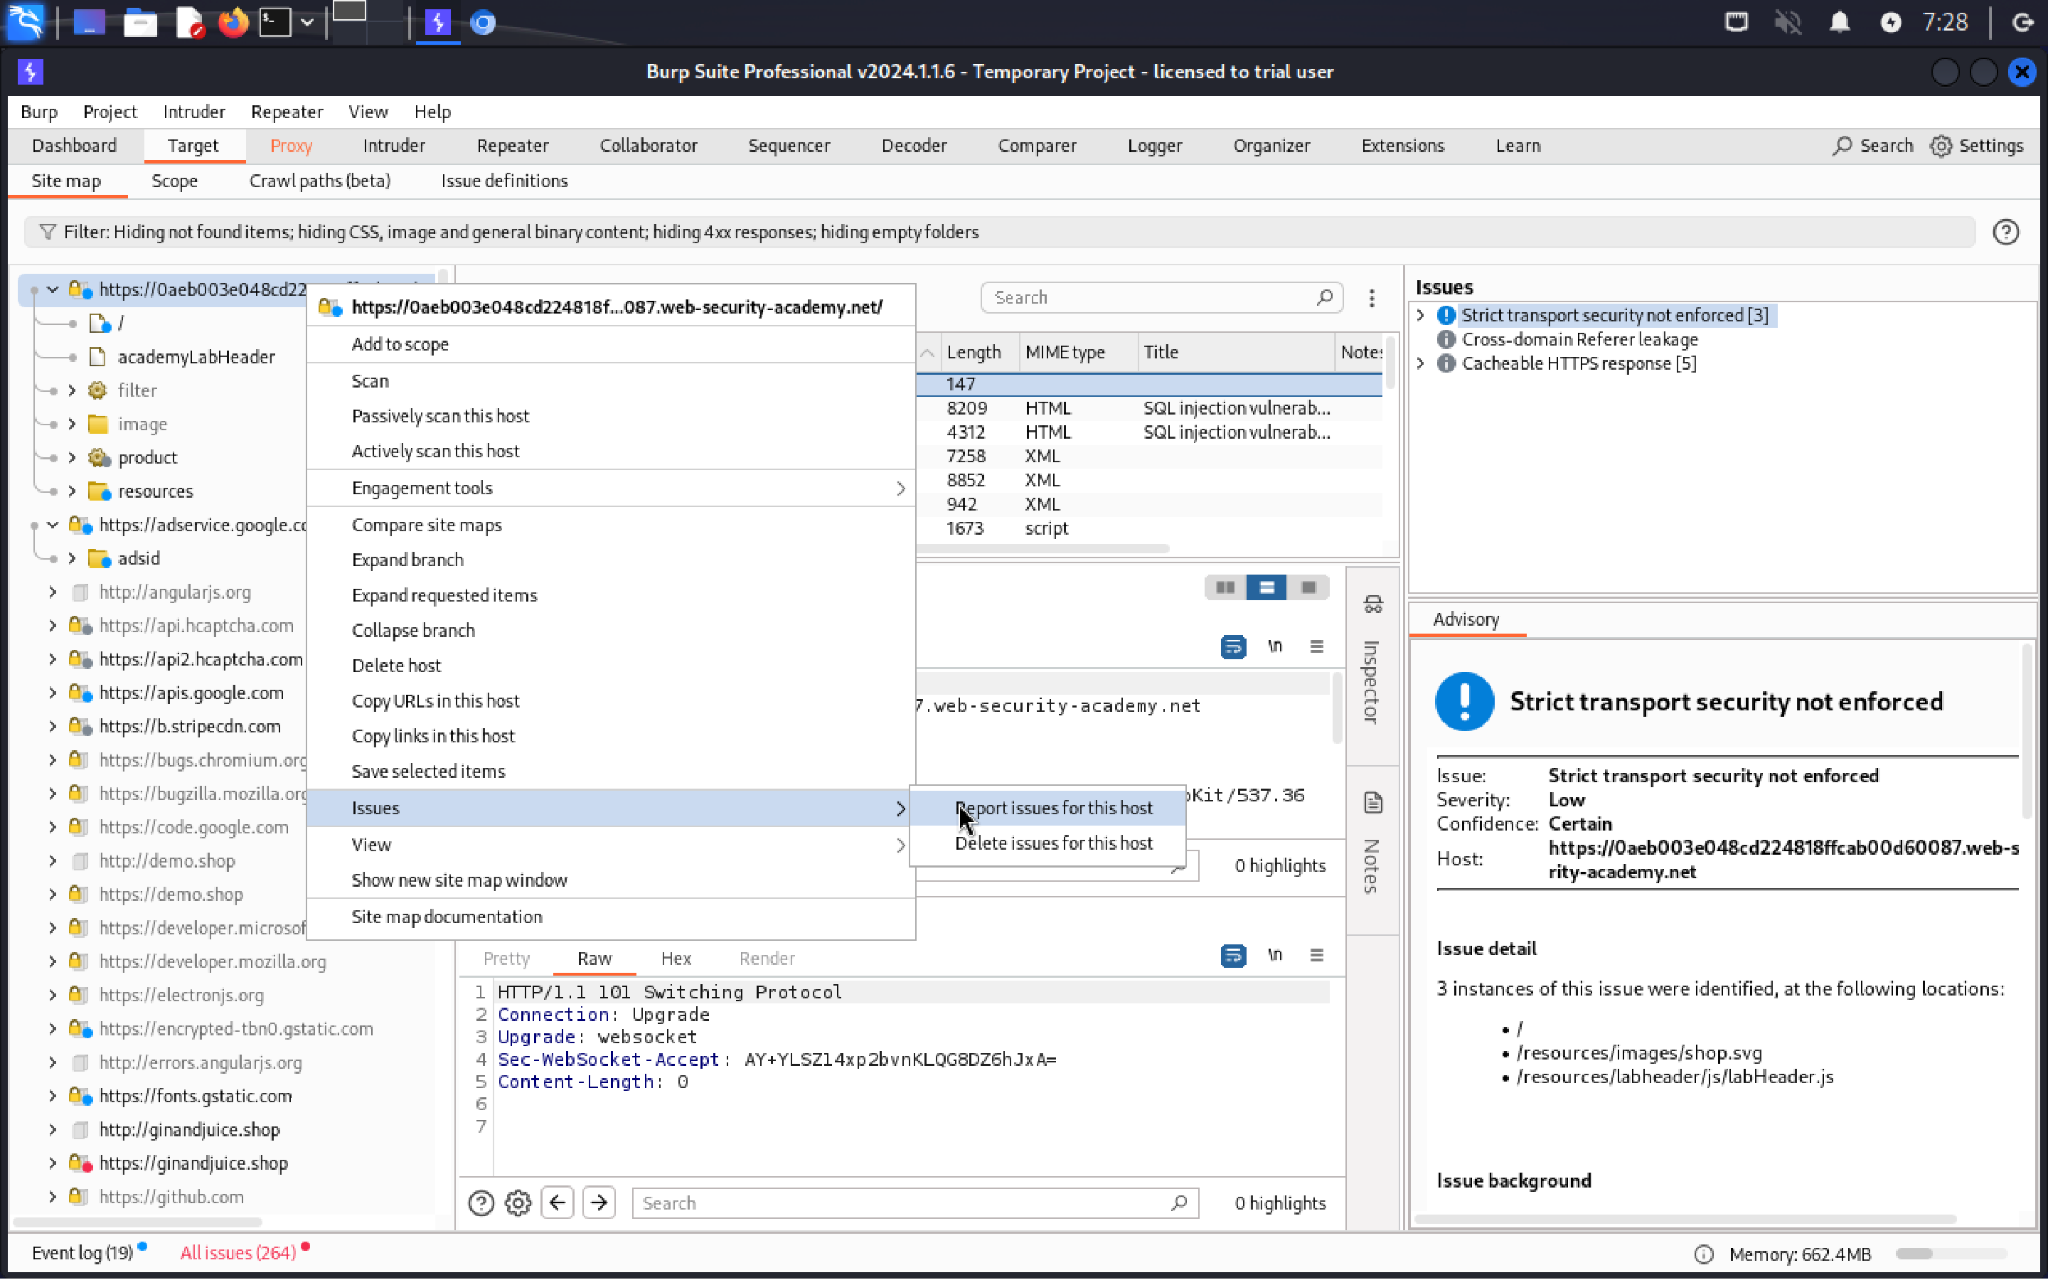 7:28
Burp Suite Professional v2024.1.1.6 - Temporary Project - licensed to trial user
Burp Project Intruder Repeater View Help
Dashboard Target Proxy Intruder Repeater Collaborator Sequencer Decoder Comparer Logger Organizer Extensions Learn Search Settings
Site map Scope Crawl paths (beta) Issue definitions
Filter: Hiding not found items; hiding CSS, image and general binary content; hiding 4xx responses; hiding empty folders
https://0aeb003e048cd22
/
academyLabHeader
filter
image
product
resources
https://adservice.google.co
adsid
http://angularjs.org
https://api.hcaptcha.com
https://api2.hcaptcha.com
https://apis.google.com
https://b.stripecdn.com
https://bugs.chromium.org
https://bugzilla.mozilla.org
https://code.google.com
http://demo.shop
https://demo.shop
https://developer.microsof
https://developer.mozilla.org
https://electronjs.org
https://encrypted-tbn0.gstatic.com
http://errors.angularjs.org
https://fonts.gstatic.com
http://ginandjuice.shop
https://ginandjuice.shop
https://github.com
https://0aeb003e048cd224818f...087.web-security-academy.net/
Add to scope
Scan
Passively scan this host
Actively scan this host
Engagement tools
Compare site maps
Expand branch
Expand requested items
Collapse branch
Delete host
Copy URLs in this host
Copy links in this host
Save selected items
Issues
View
Show new site map window
Site map documentation
Report issues for this host
Delete issues for this host
Search
Length MIME type Title Notes
147
8209 HTML SQL injection vulnerab...
4312 HTML SQL injection vulnerab...
7258 XML
8852 XML
942 XML
1673 script
\n
7.web-security-academy.net
oKit/537.36
0 highlights
Inspector
Notes
Pretty Raw Hex Render
\n
1 HTTP/1.1 101 Switching Protocol
2 Connection: Upgrade
3 Upgrade: websocket
4 Sec-WebSocket-Accept: AY+YLSZl4xp2bvnKLQG8DZ6hJxA=
5 Content-Length: 0
6
7
Search
0 highlights
Issues
Strict transport security not enforced [3]
Cross-domain Referer leakage
Cacheable HTTPS response [5]
Advisory
Strict transport security not enforced
Issue: Strict transport security not enforced
Severity: Low
Confidence: Certain
Host: https://0aeb003e048cd224818ffcab00d60087.web-s
rity-academy.net
Issue detail
3 instances of this issue were identified, at the following locations:
• /
• /resources/images/shop.svg
• /resources/labheader/js/labHeader.js
Issue background
Event log (19) All issues (264) Memory: 662.4MB